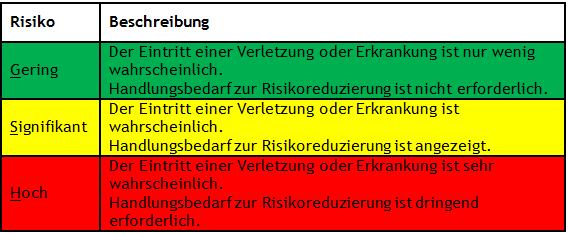 Risiko Beschreibung
Gering
Der Eintritt einer Verletzung oder Erkrankung ist nur wenig
wahrscheinlich.
Handlungsbedarf zur Risikoreduzierung ist nicht erforderlich.
Signifikant
Der Eintritt einer Verletzung oder Erkrankung ist
wahrscheinlich.
Handlungsbedarf zur Risikoreduzierung ist angezeigt.
Hoch
Der Eintritt einer Verletzung oder Erkrankung ist sehr
wahrscheinlich.
Handlungsbedarf zur Risikoreduzierung ist dringend
erforderlich.